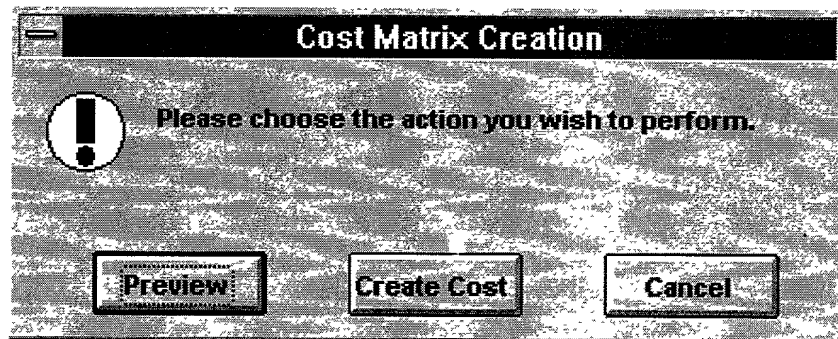 Cost Matrix Creation
Please choose the action you wish to perform.
Preview
Create Cost
Cancel